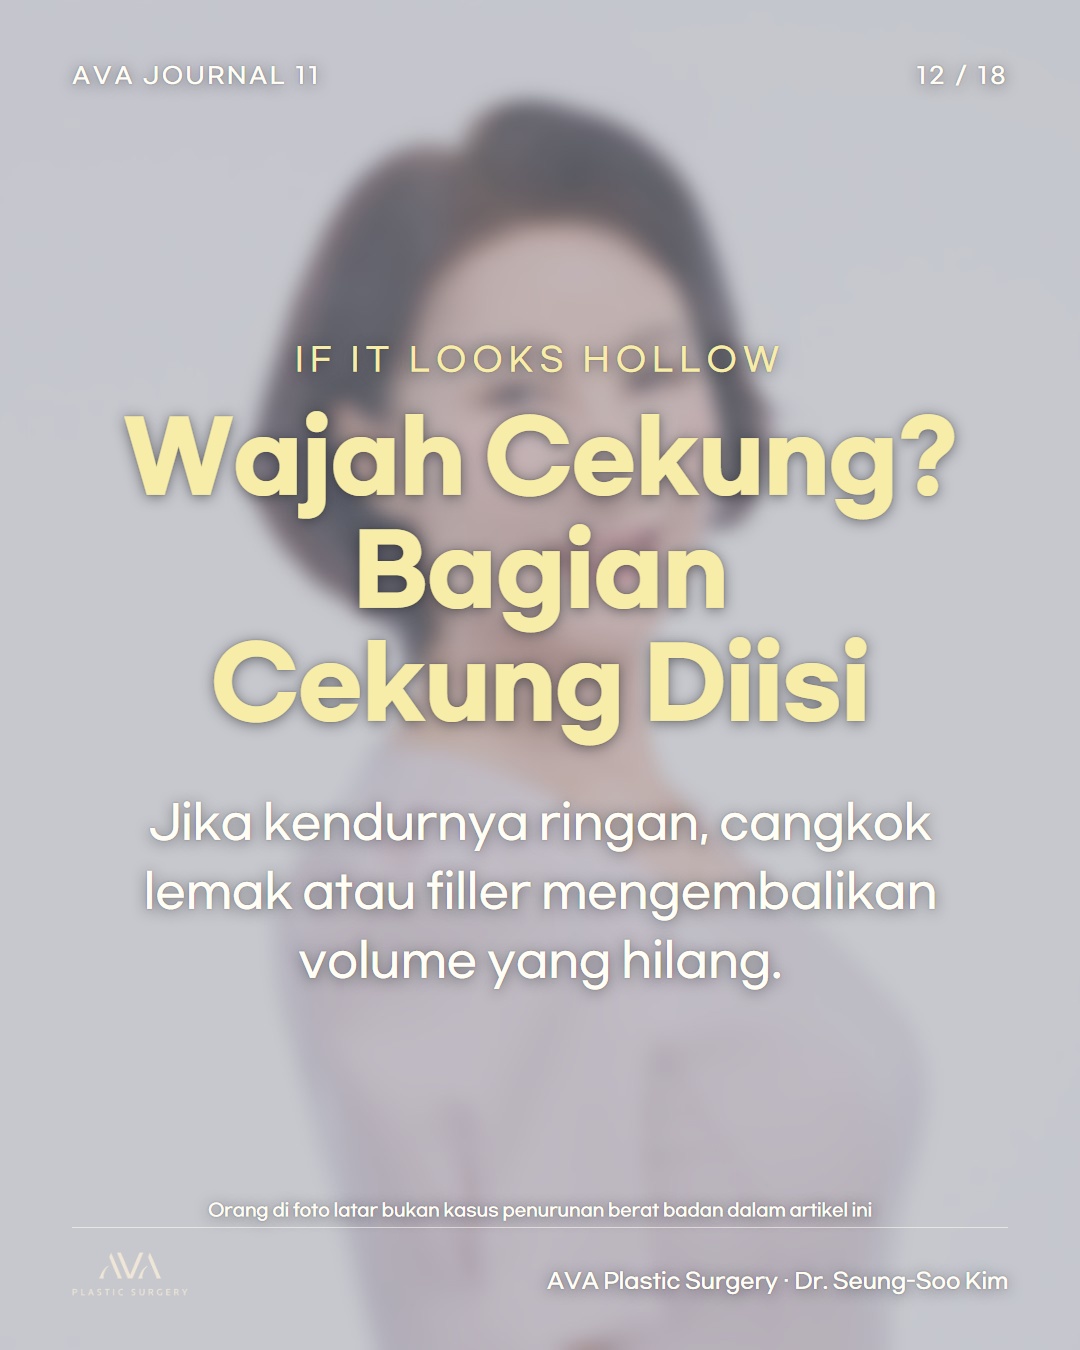 AVA JOURNAL 11
12 / 18
IF IT LOOKS HOLLOW
Wajah Cekung?
Bagian
Cekung Diisi
Jika kendurnya ringan, cangkok
lemak atau filler mengembalikan
volume yang hilang.
Orang di foto latar bukan kasus penurunan berat badan dalam artikel ini
AVA
PLASTIC SURGERY
AVA Plastic Surgery · Dr. Seung-Soo Kim